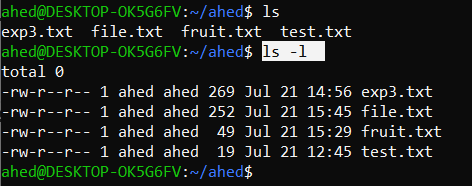 ahed@DESKTOP-OK5G6FV:~/ahed$ ls
exp3.txt  file.txt  fruit.txt  test.txt
ahed@DESKTOP-OK5G6FV:~/ahed$ ls -l
total 0
-rw-r--r-- 1 ahed ahed 269 Jul 21 14:56 exp3.txt
-rw-r--r-- 1 ahed ahed 252 Jul 21 15:45 file.txt
-rw-r--r-- 1 ahed ahed  49 Jul 21 15:29 fruit.txt
-rw-r--r-- 1 ahed ahed  19 Jul 21 12:45 test.txt
ahed@DESKTOP-OK5G6FV:~/ahed$